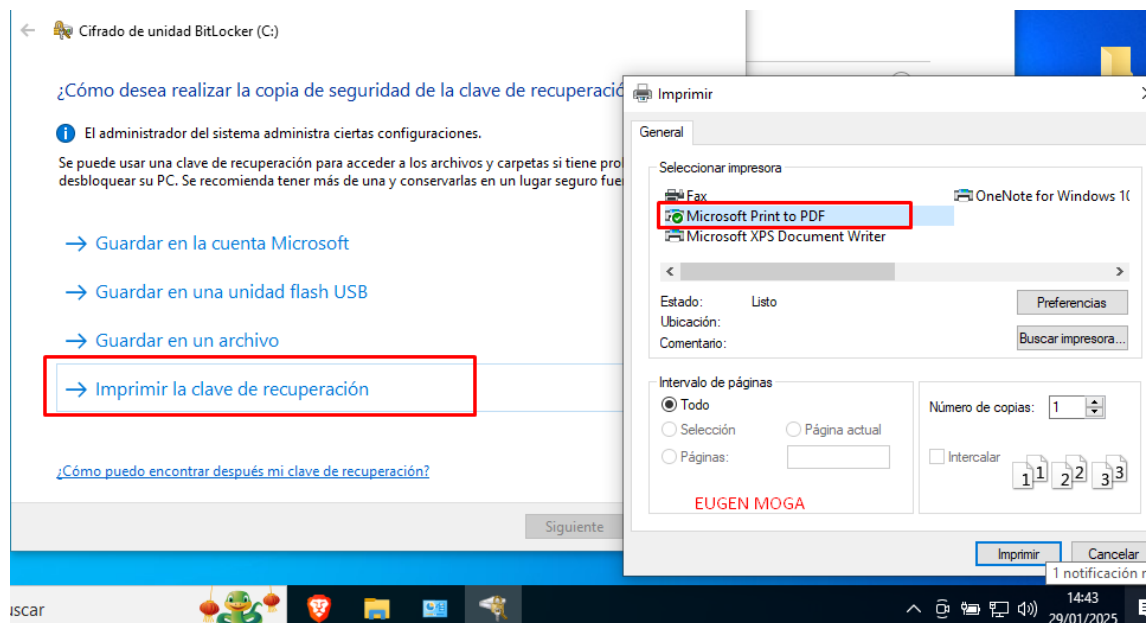 Cifrado de unidad BitLocker (C:)
¿Cómo desea realizar la copia de seguridad de la clave de recuperació
El administrador del sistema administra ciertas configuraciones.
Se puede usar una clave de recuperación para acceder a los archivos y carpetas si tiene pro
desbloquear su PC. Se recomienda tener más de una y conservarlas en un lugar seguro fue
Guardar en la cuenta Microsoft
Guardar en una unidad flash USB
Guardar en un archivo
Imprimir la clave de recuperación
¿Cómo puedo encontrar después mi clave de recuperación?
Siguiente
Imprimir
General
Seleccionar impresora
Fax
OneNote for Windows 10
Microsoft Print to PDF
Microsoft XPS Document Writer
Estado: Listo
Preferencias
Ubicación:
Comentario:
Buscar impresora...
Intervalo de páginas
Todo
Selección
Página actual
Páginas:
Número de copias: 1
Intercalar
1 1 2 2 3 3
EUGEN MOGA
Imprimir
Cancelar
1 notificación
uscar
14:43
29/01/2025